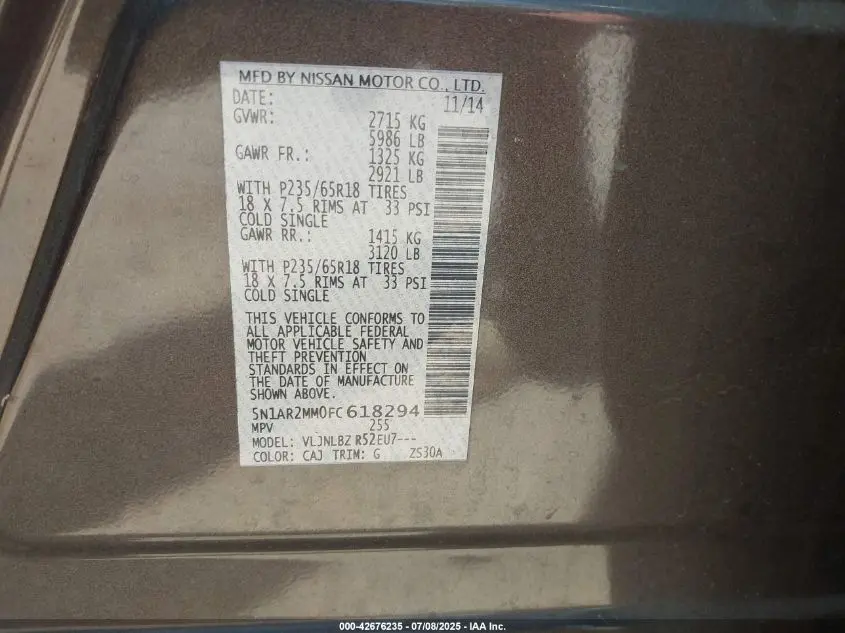 MFD BY NISSAN MOTOR CO., LTD.
DATE: 11/14
GVWR: 2715 KG
5986 LB
GAWR FR.: 1325 KG
2921 LB
WITH P235/65R18 TIRES
18 X 7.5 RIMS AT 33 PSI
COLD SINGLE
GAWR RR.: 1415 KG
3120 LB
WITH P235/65R18 TIRES
18 X 7.5 RIMS AT 33 PSI
COLD SINGLE
THIS VEHICLE CONFORMS TO
ALL APPLICABLE FEDERAL
MOTOR VEHICLE SAFETY AND
THEFT PREVENTION
STANDARDS IN EFFECT ON
THE DATE OF MANUFACTURE
SHOWN ABOVE.
5N1AR2MM0FC618294
MPV 255
MODEL: VLJNLBZ R52EU7---
COLOR: CAJ TRIM: G ZS30A
000-42676235 - 07/08/2025 - IAA Inc.